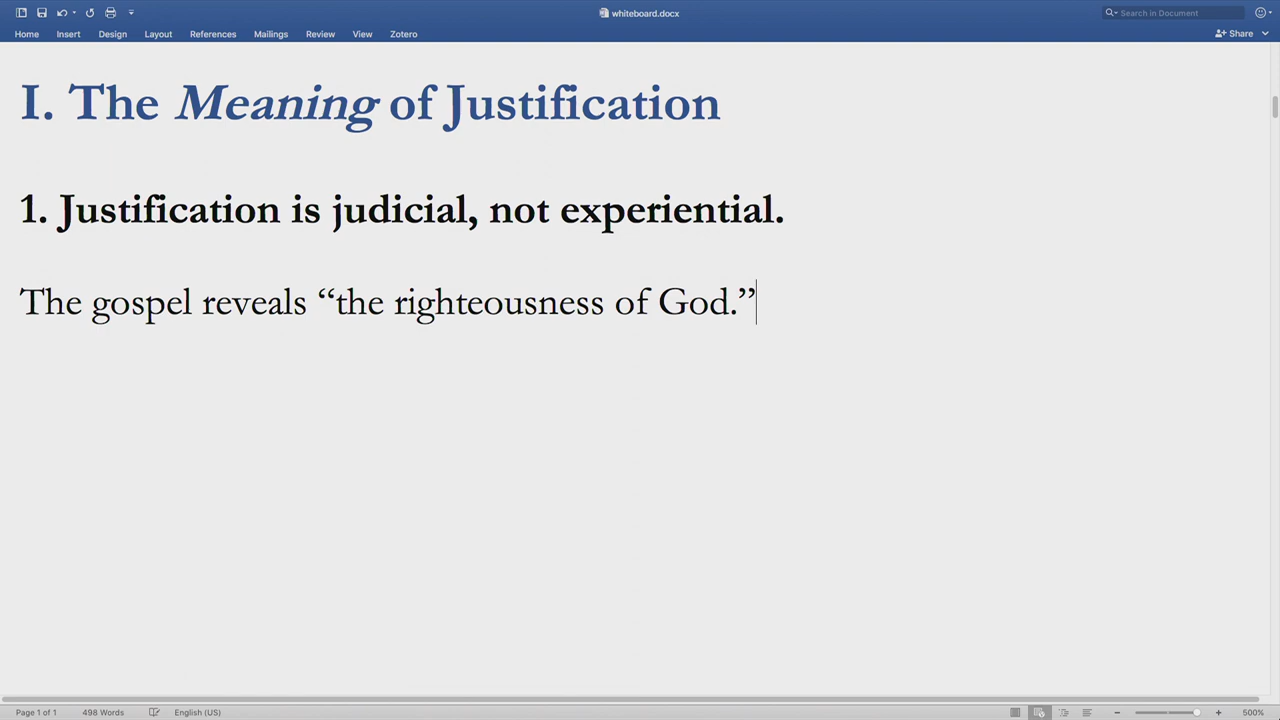 whiteboard.docx
Search in Document
Home Insert Design Layout References Mailings Review View Zotero
Share
I. The Meaning of Justification
1. Justification is judicial, not experiential.
The gospel reveals “the righteousness of God.”
Page 1 of 1 498 Words English (US) 500%